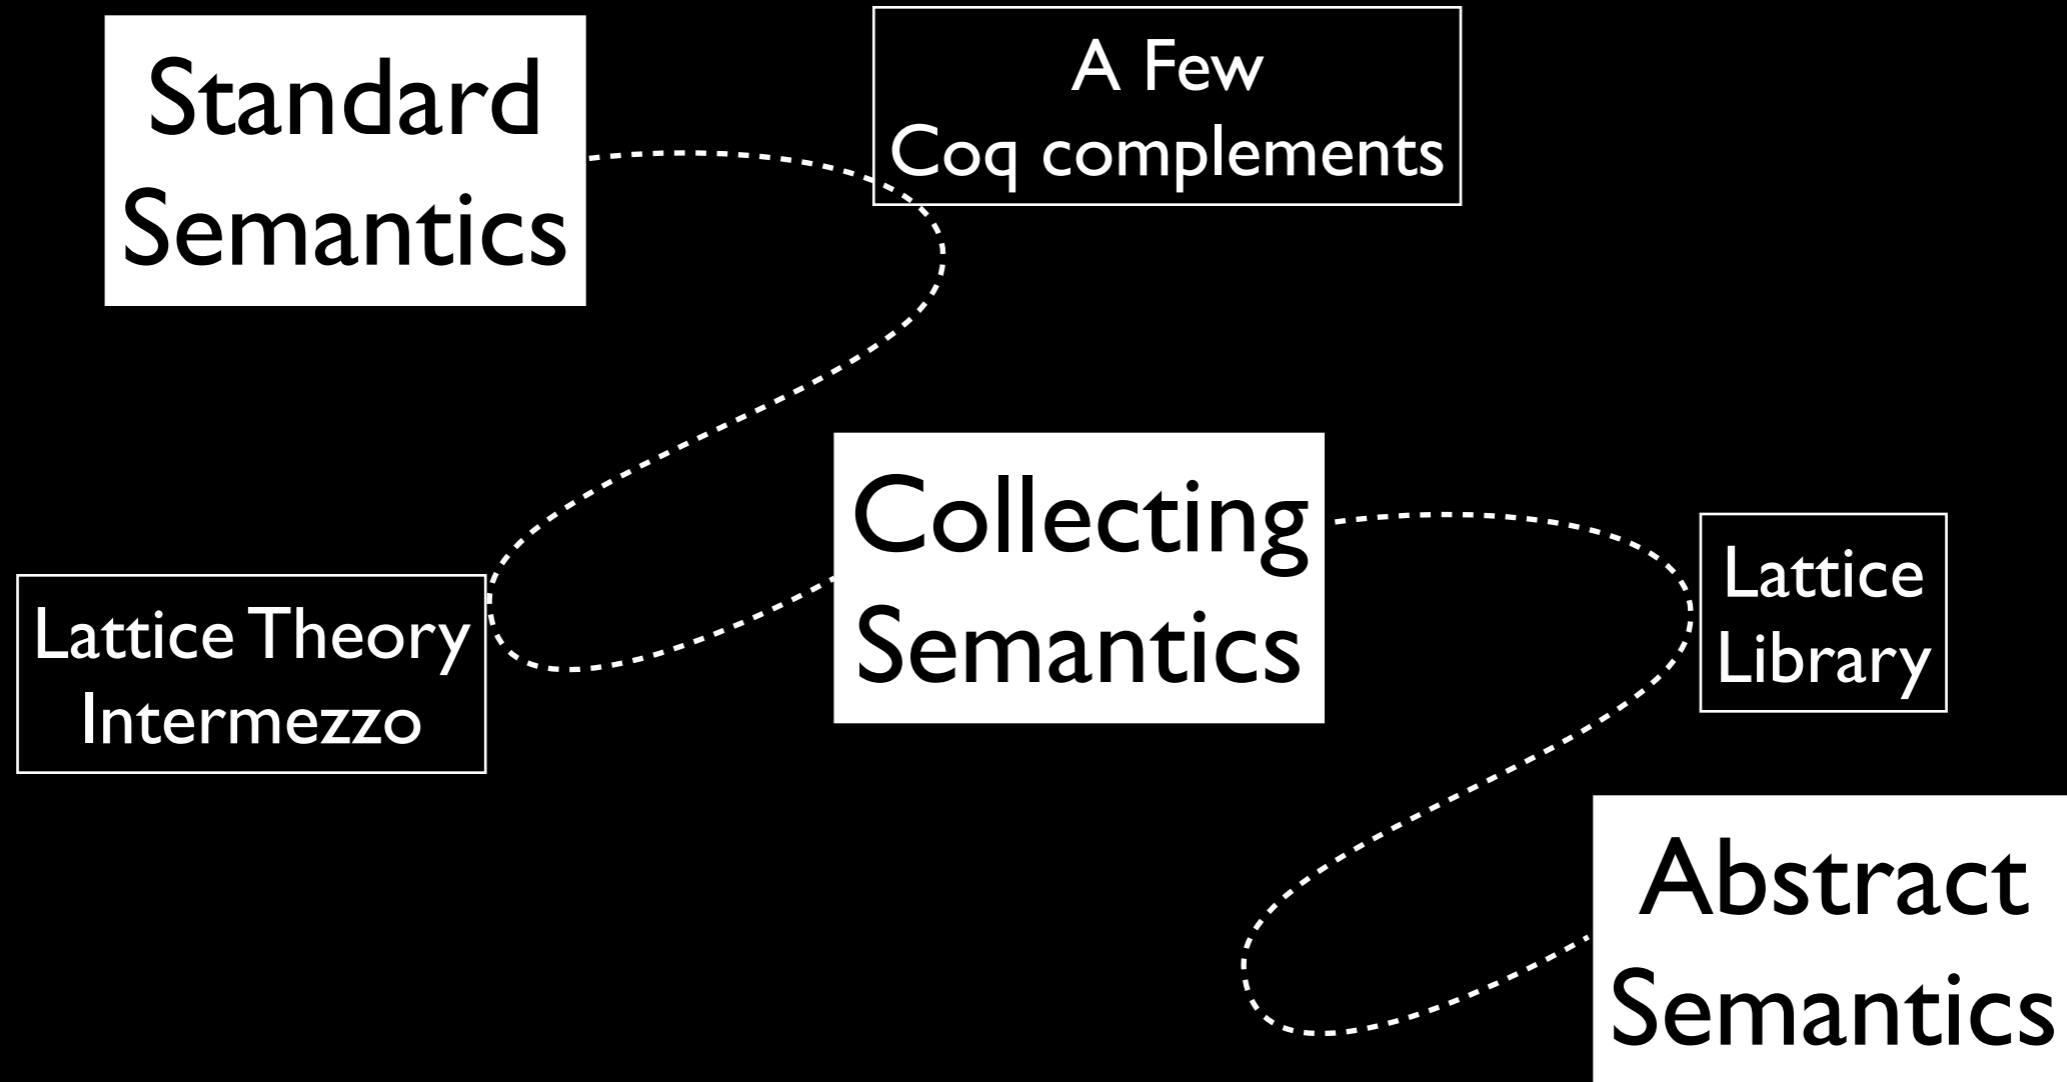 Standard
Semantics
A Few
Coq complements
Lattice Theory
Intermezzo
Collecting
Semantics
Lattice
Library
Abstract
Semantics